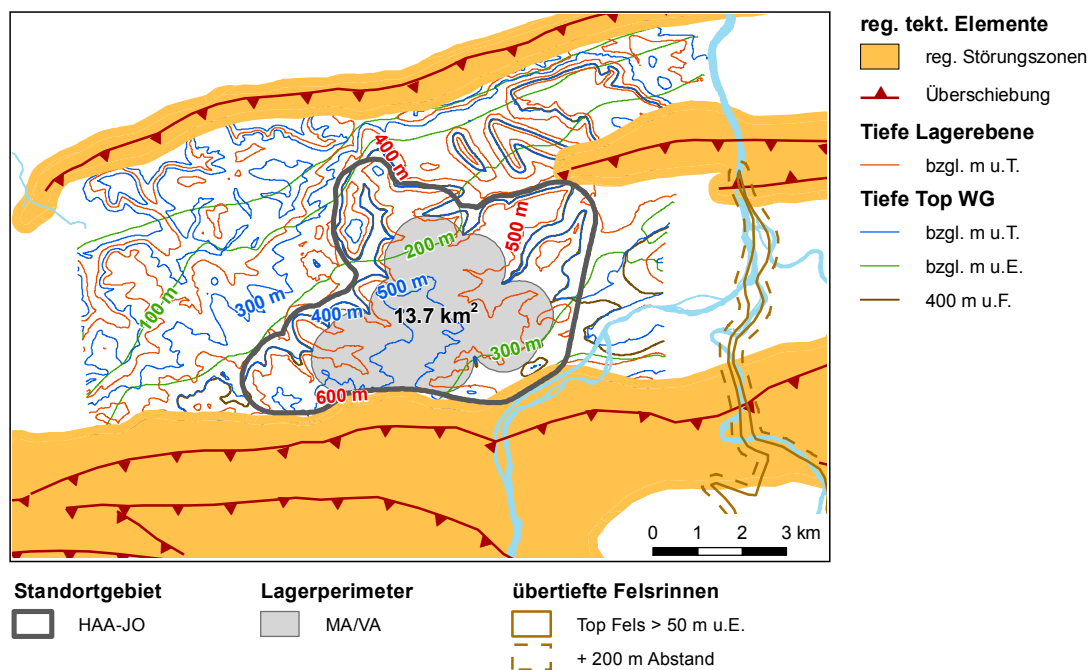 400 m
200 m
500 m
500 m
100 m
300 m
400 m
13.7 km²
300 m
600 m
0 1 2 3 km
reg. tekt. Elemente
reg. Störungszonen
Überschiebung
Tiefe Lagerebene
bzgl. m u.T.
Tiefe Top WG
bzgl. m u.T.
bzgl. m u.E.
400 m u.F.
Standortgebiet
HAA-JO
Lagerperimeter
MA/VA
übertiefte Felsrinnen
Top Fels > 50 m u.E.
+ 200 m Abstand